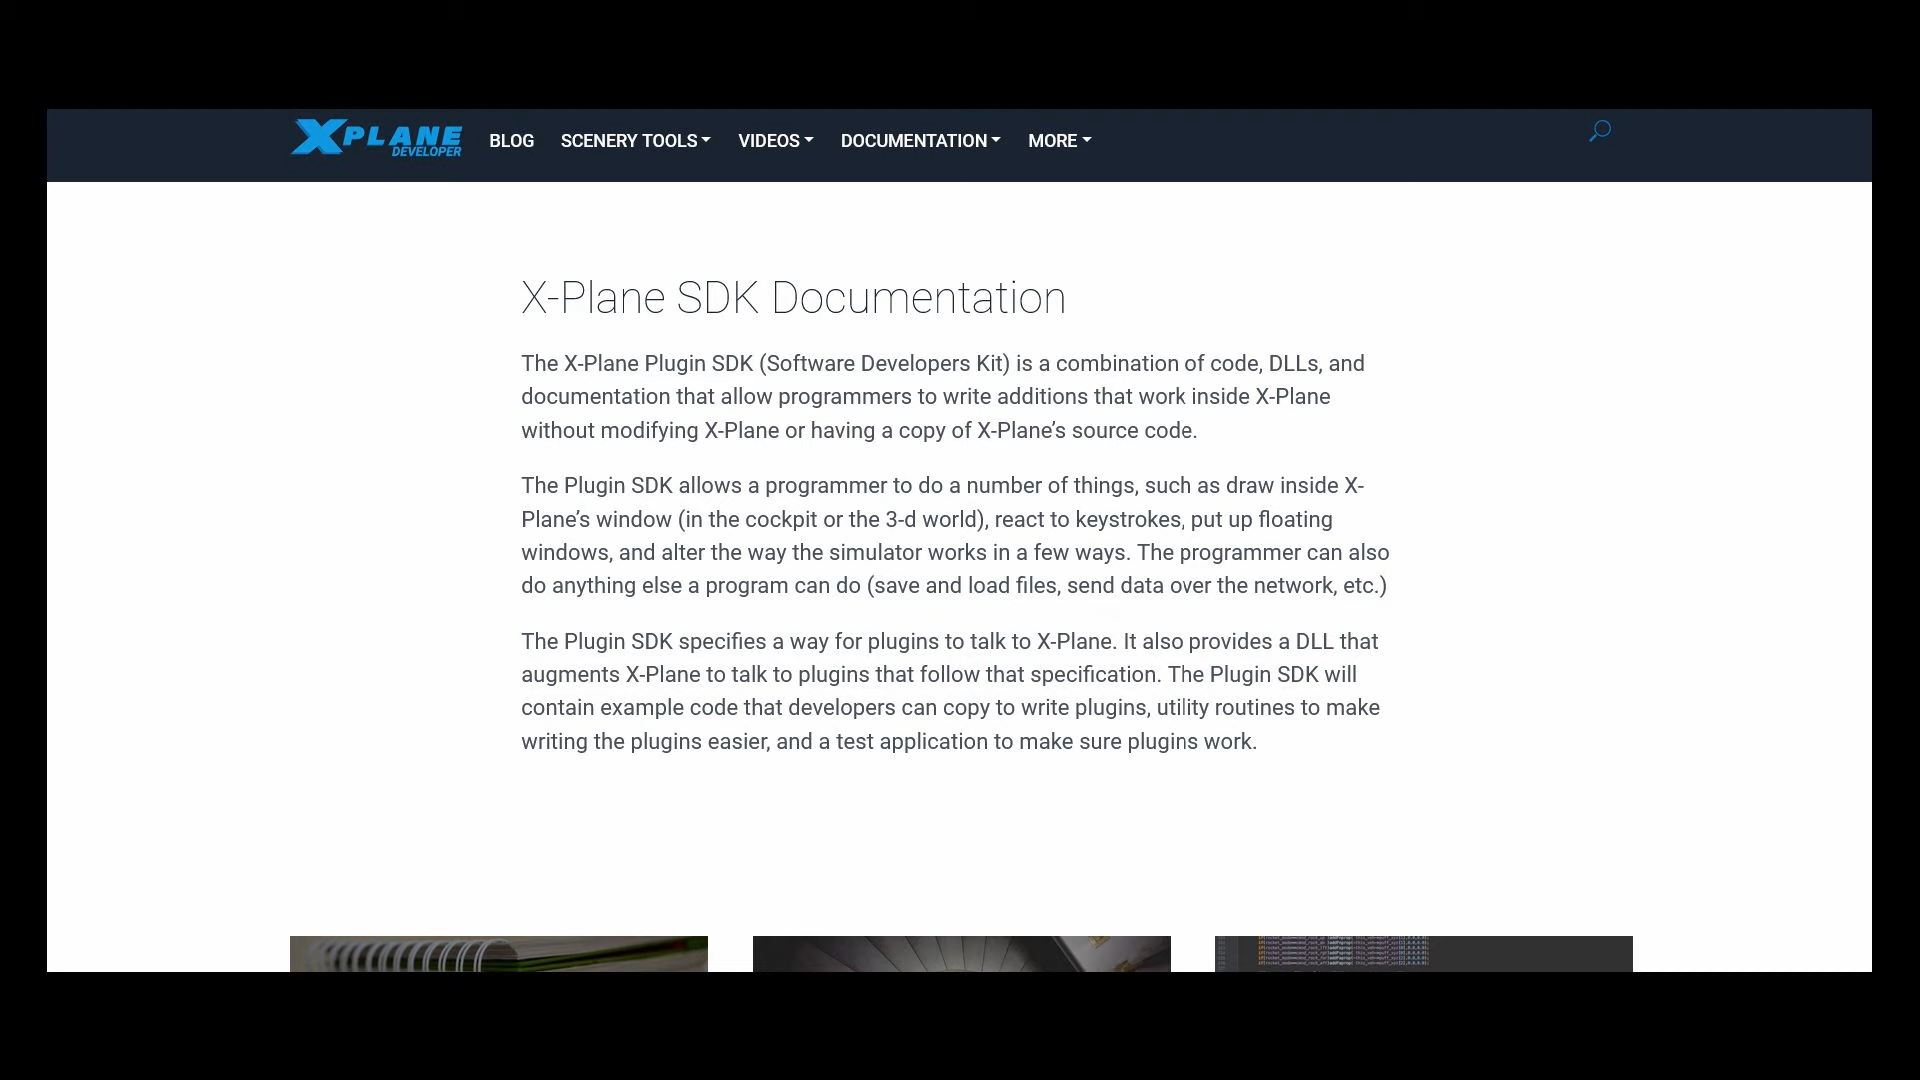 XPLANE
DEVELOPER
BLOG
SCENERY TOOLS
VIDEOS
DOCUMENTATION
MORE
X-Plane SDK Documentation
The X-Plane Plugin SDK (Software Developers Kit) is a combination of code, DLLs, and
documentation that allow programmers to write additions that work inside X-Plane
without modifying X-Plane or having a copy of X-Plane’s source code.
The Plugin SDK allows a programmer to do a number of things, such as draw inside X-
Plane’s window (in the cockpit or the 3-d world), react to keystrokes, put up floating
windows, and alter the way the simulator works in a few ways. The programmer can also
do anything else a program can do (save and load files, send data over the network, etc.)
The Plugin SDK specifies a way for plugins to talk to X-Plane. It also provides a DLL that
augments X-Plane to talk to plugins that follow that specification. The Plugin SDK will
contain example code that developers can copy to write plugins, utility routines to make
writing the plugins easier, and a test application to make sure plugins work.